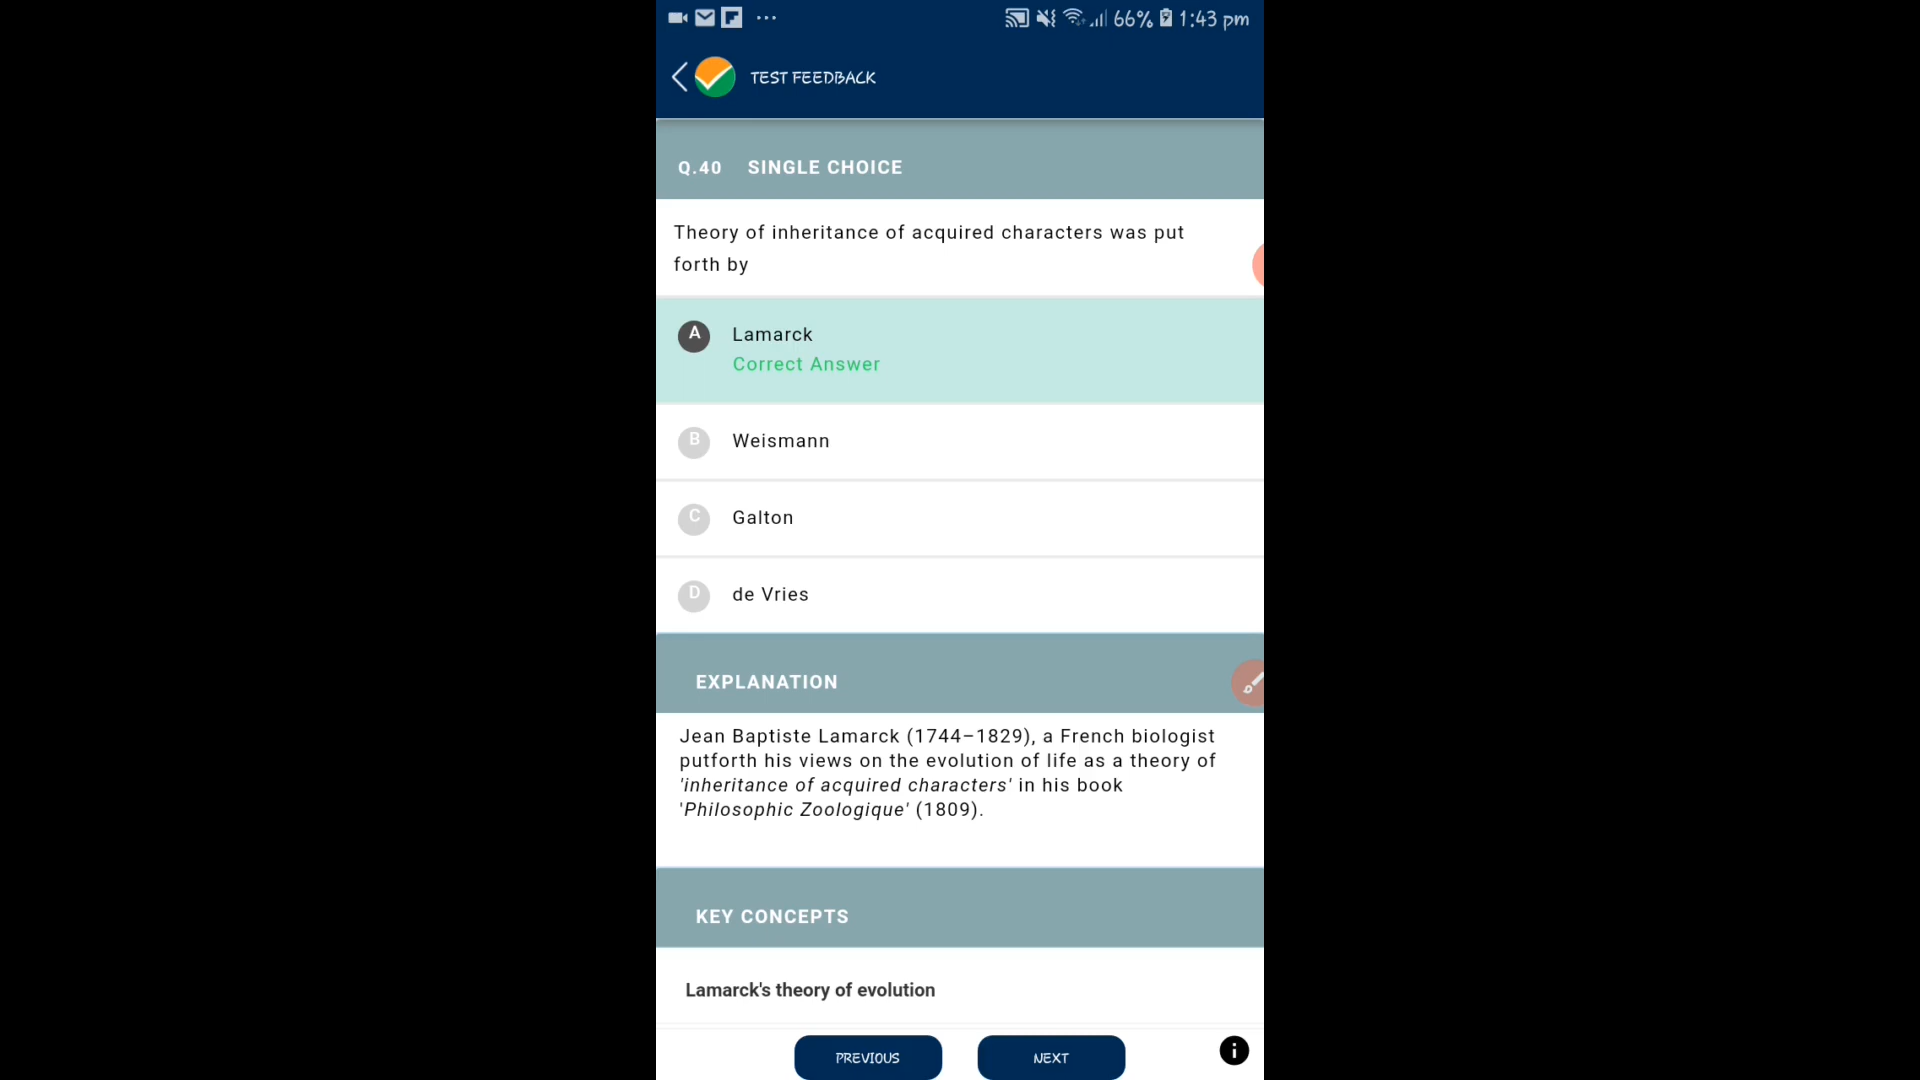 66% 1:43 pm
TEST FEEDBACK
Q.40 SINGLE CHOICE
Theory of inheritance of acquired characters was put
forth by
A Lamarck
Correct Answer
B Weismann
C Galton
D de Vries
EXPLANATION
Jean Baptiste Lamarck (1744–1829), a French biologist
putforth his views on the evolution of life as a theory of
'inheritance of acquired characters' in his book
'Philosophic Zoologique' (1809).
KEY CONCEPTS
Lamarck's theory of evolution
PREVIOUS NEXT